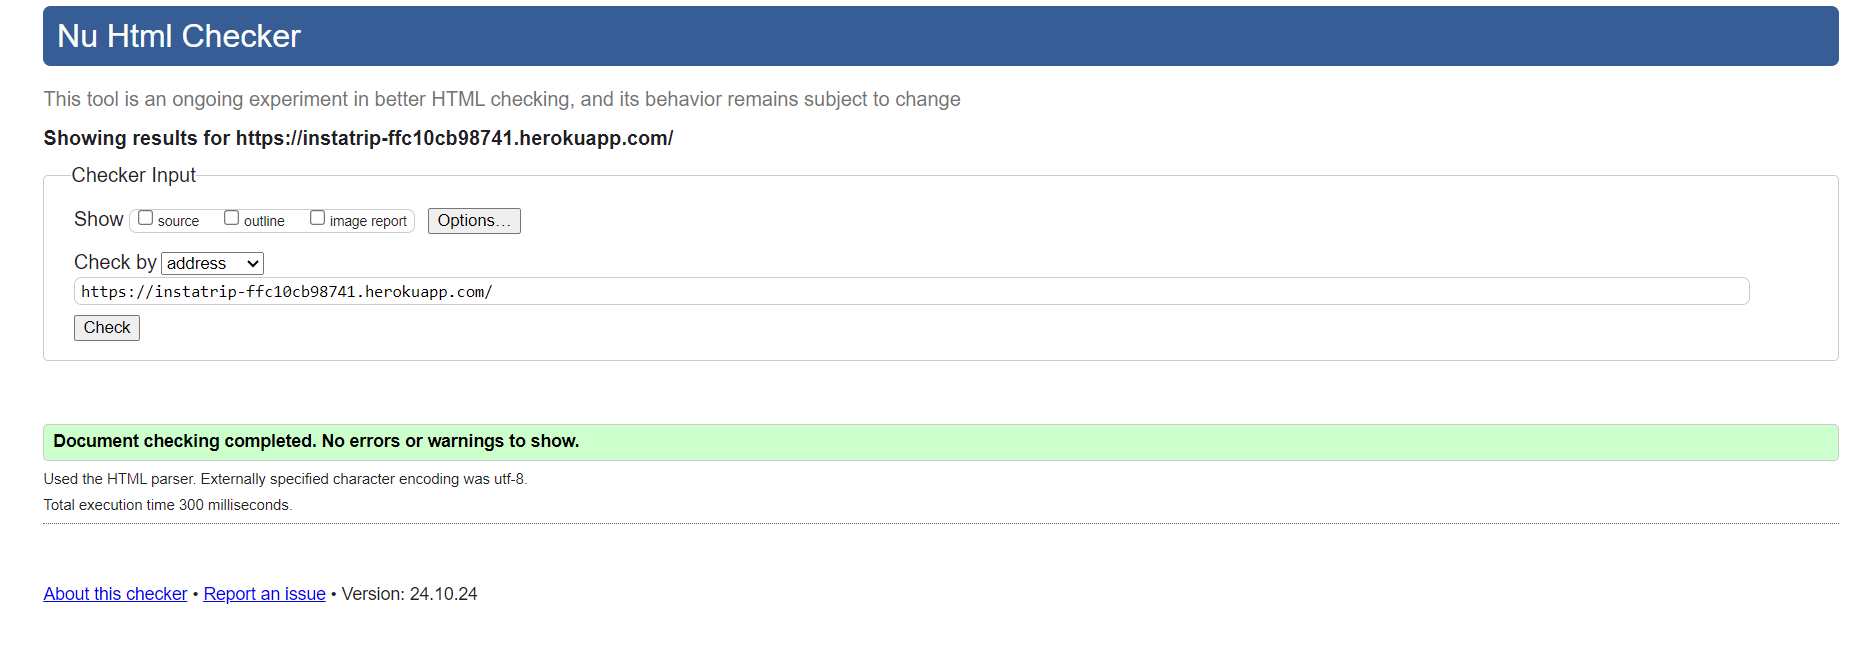 Nu Html Checker
This tool is an ongoing experiment in better HTML checking, and its behavior remains subject to change
Showing results for https://instatrip-ffc10cb98741.herokuapp.com/
Checker Input
Show source outline image report Options…
Check by address
https://instatrip-ffc10cb98741.herokuapp.com/
Check
Document checking completed. No errors or warnings to show.
Used the HTML parser. Externally specified character encoding was utf-8.
Total execution time 300 milliseconds.
About this checker • Report an issue • Version: 24.10.24